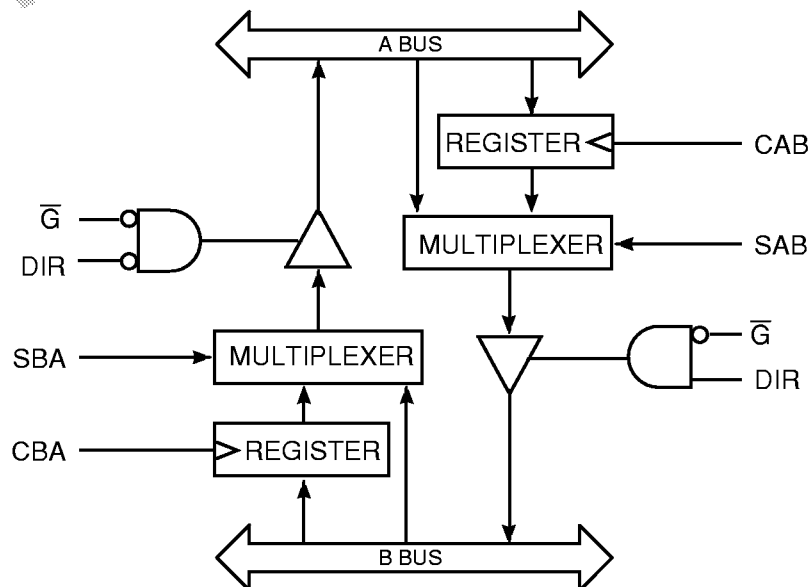 A BUS
REGISTER
CAB
G̅
DIR
MULTIPLEXER
SAB
SBA
MULTIPLEXER
G̅
DIR
CBA
REGISTER
B BUS